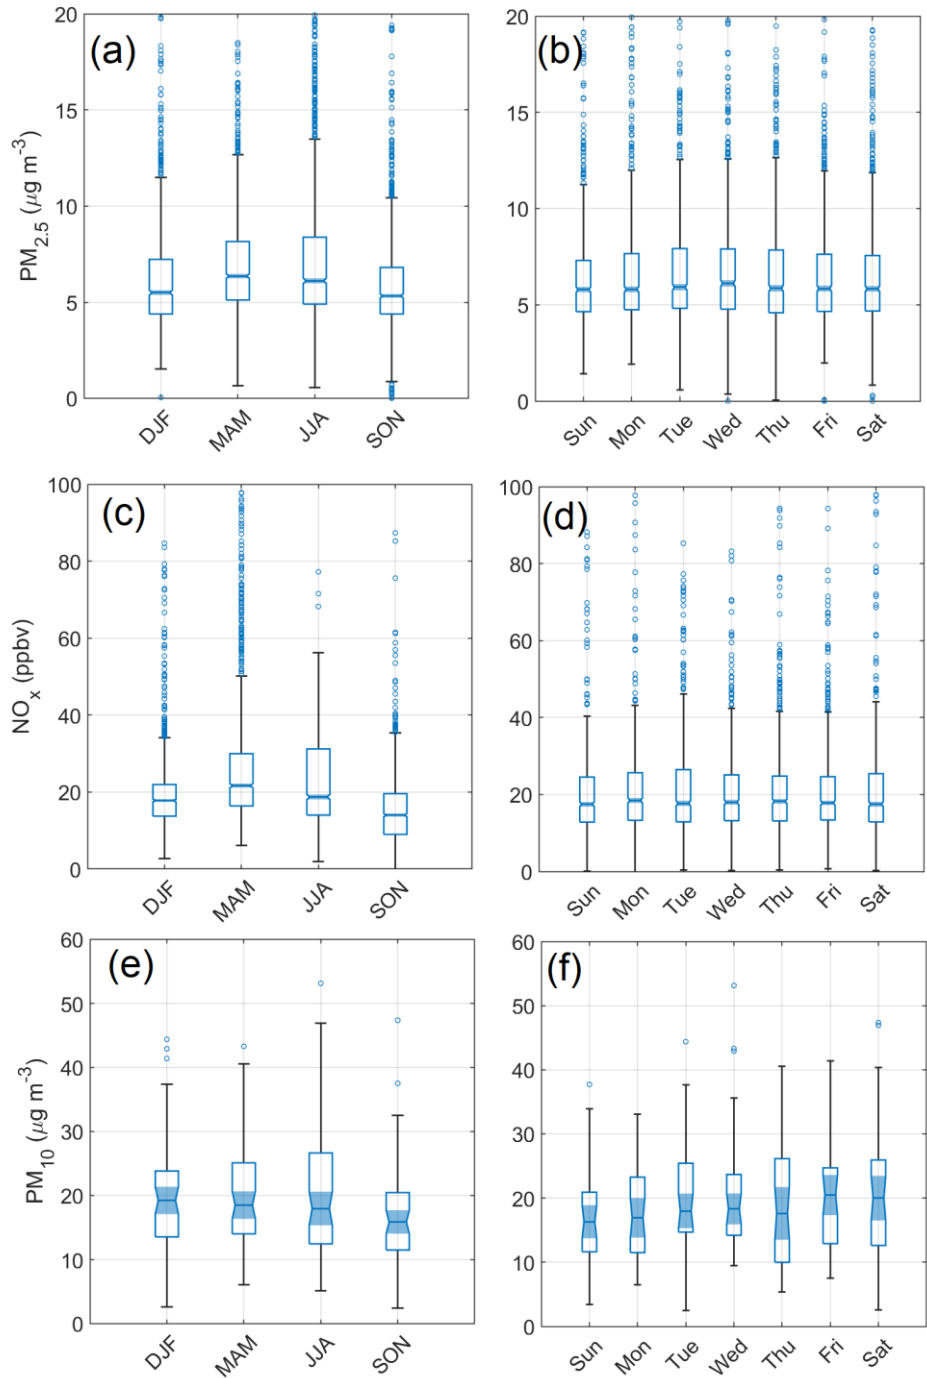 (a)
PM2.5 (μg m-3)
20
15
10
5
0
DJF MAM JJA SON
(b)
20
15
10
5
0
Sun Mon Tue Wed Thu Fri Sat
(c)
NOx (ppbv)
100
80
60
40
20
0
DJF MAM JJA SON
(d)
100
80
60
40
20
0
Sun Mon Tue Wed Thu Fri Sat
(e)
PM10 (μg m-3)
60
50
40
30
20
10
0
DJF MAM JJA SON
(f)
60
50
40
30
20
10
0
Sun Mon Tue Wed Thu Fri Sat